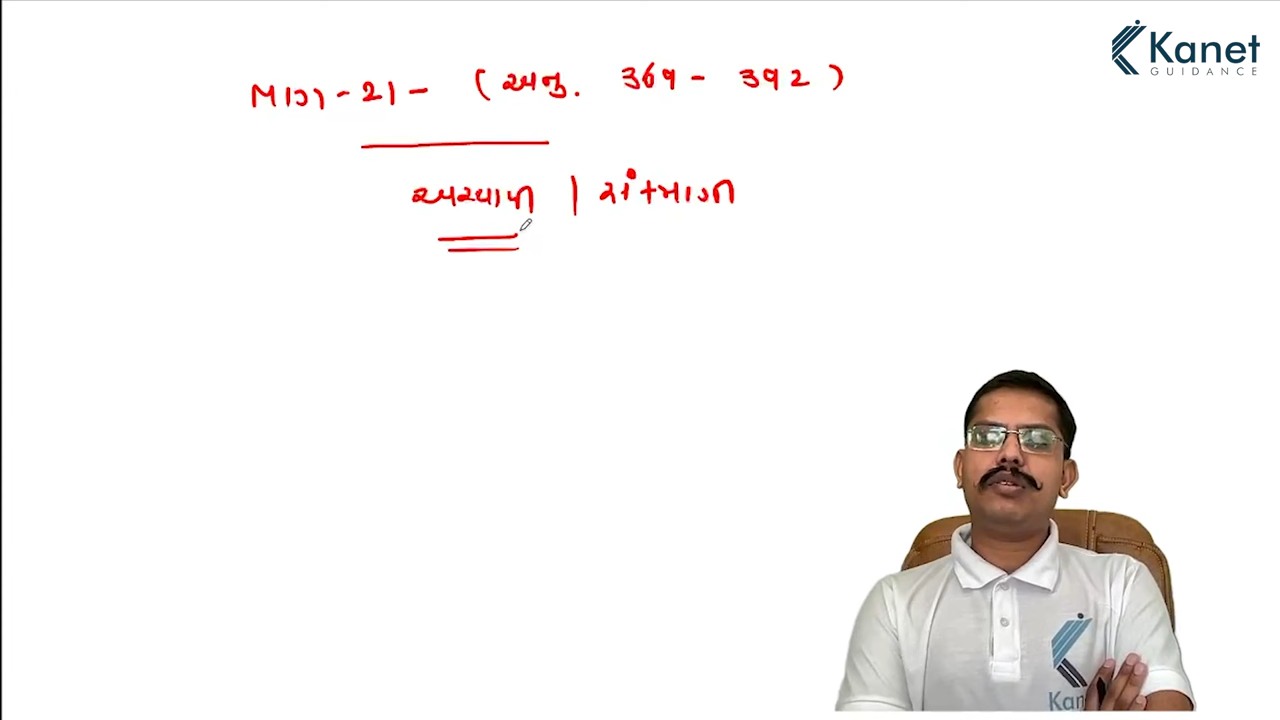 Kanet
GUIDANCE
ભાગ - 21 - (અનુ. 369 - 392)
અસ્થાયી | સંક્રમણ